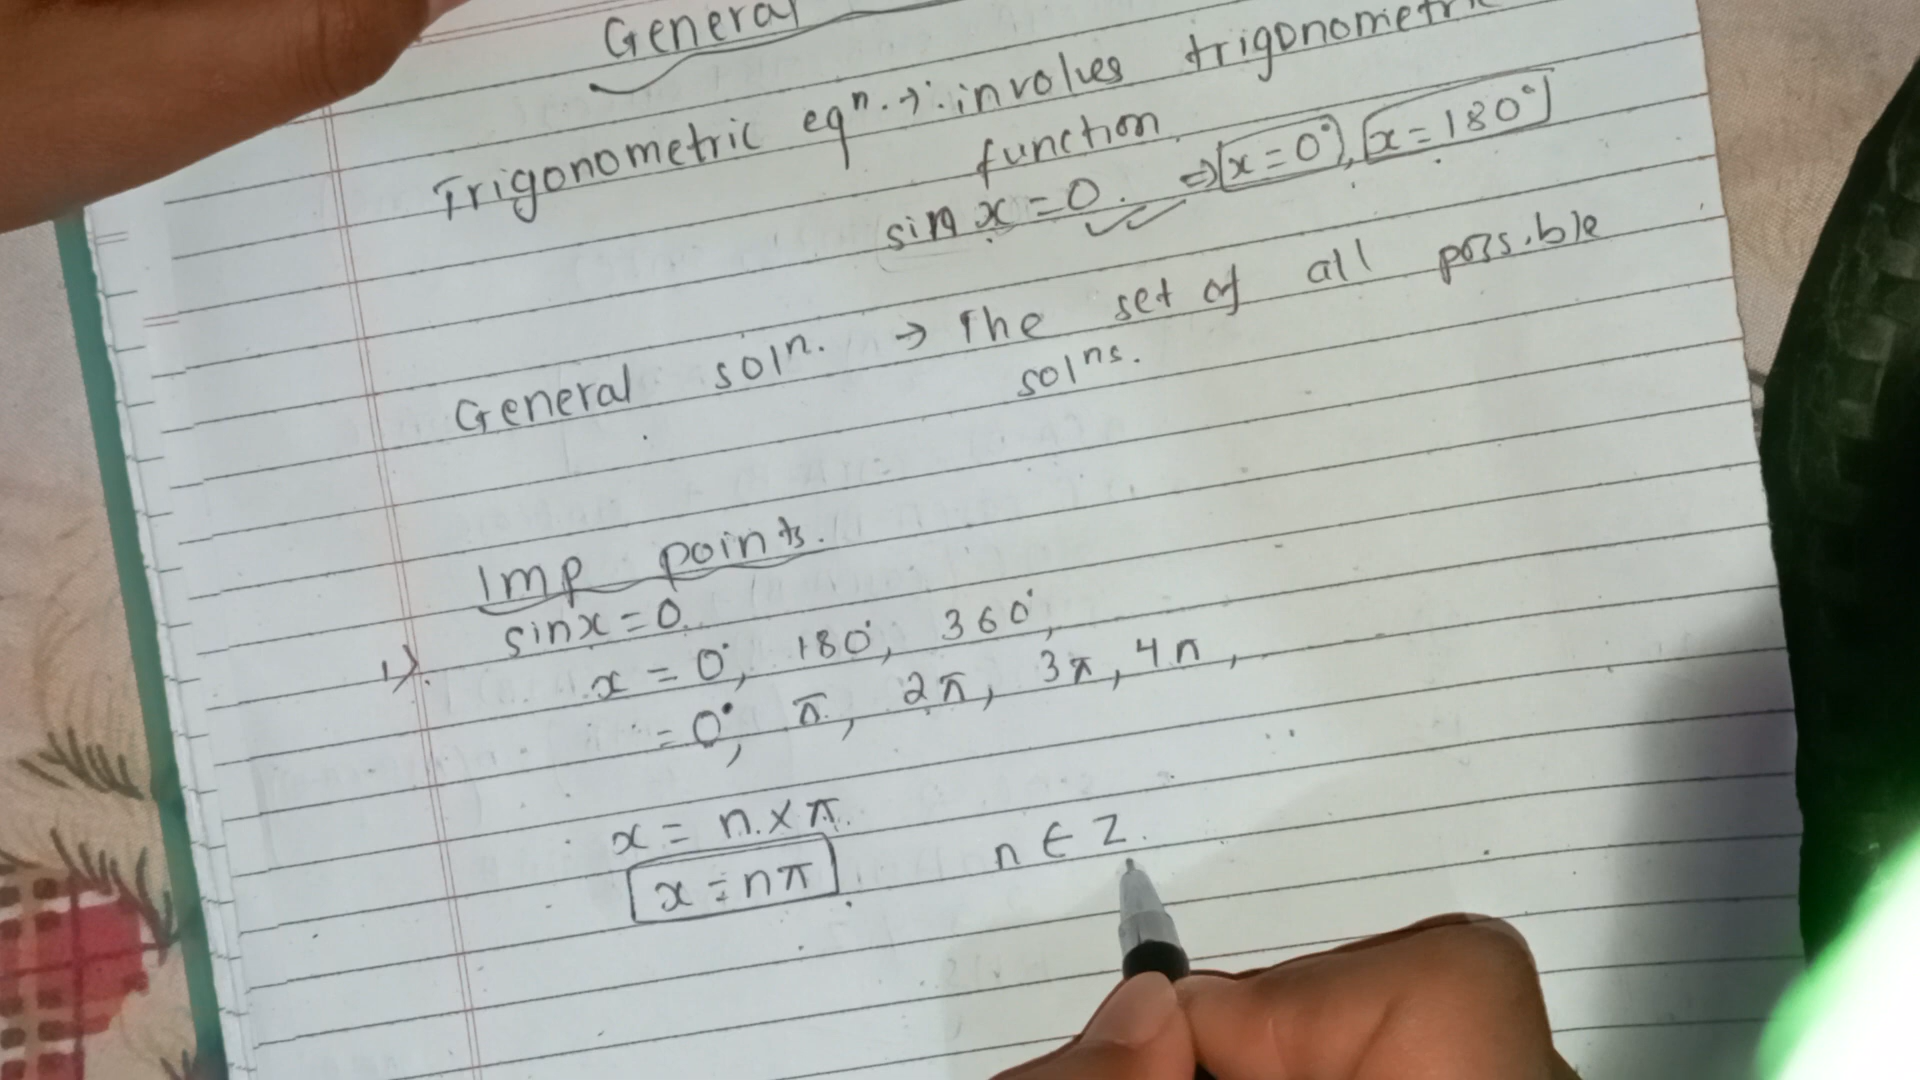 General
Trigonometric eqⁿ. → involves trigonometric
function.
sin x = 0. ⇒ x = 0°, x = 180°
General solⁿ. → The set of all possible
solⁿˢ.
Imp points.
1). sinx = 0.
x = 0°, 180°, 360°,
= 0°, π, 2π, 3π, 4π,
x = n × π.
x = nπ n ∈ Z.